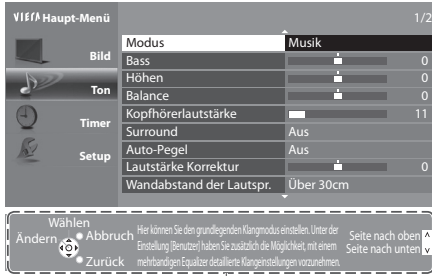 VIErA Haupt-Menü 1/2
Bild
Ton
Timer
Setup
Modus Musik
Bass 0
Höhen 0
Balance 0
Kopfhörerlautstärke 11
Surround Aus
Auto-Pegel Aus
Lautstärke Korrektur 0
Wandabstand der Lautspr. Über 30cm
Wählen
Ändern Abbruch
Zurück
Hier können Sie den grundlegenden Klangmodus einstellen. Unter der
Einstellung [Benutzer] haben Sie zusätzlich die Möglichkeit, mit einem
mehrbandigen Equalizer detaillierte Klangeinstellungen vorzunehmen.
Seite nach oben
Seite nach unten